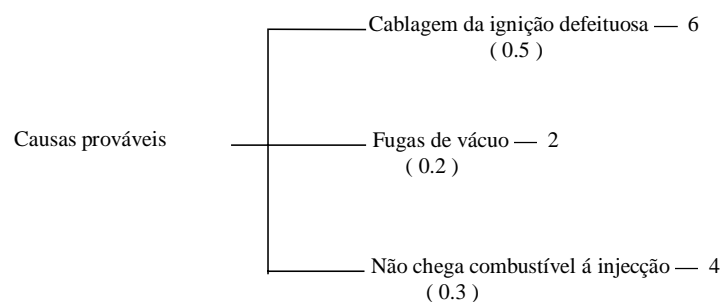 Cablagem da ignição defeituosa — 6
( 0.5 )
Causas prováveis
Fugas de vácuo — 2
( 0.2 )
Não chega combustível á injecção — 4
( 0.3 )